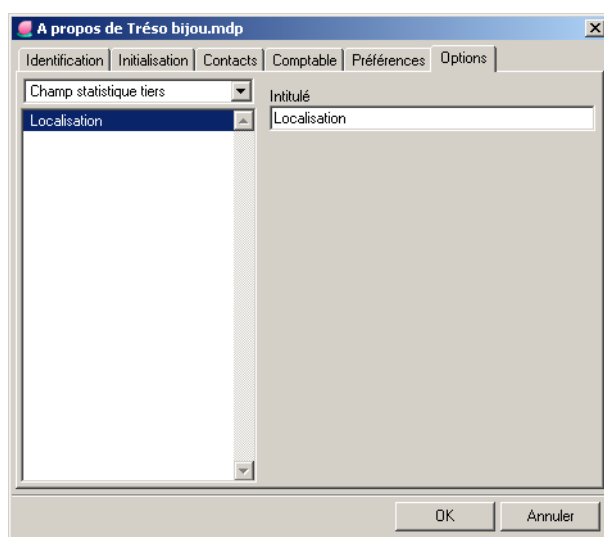 A propos de Tréso bijou.mdp
Identification Initialisation Contacts Comptable Préférences Options
Champ statistique tiers
Intitulé
Localisation
Localisation
OK Annuler